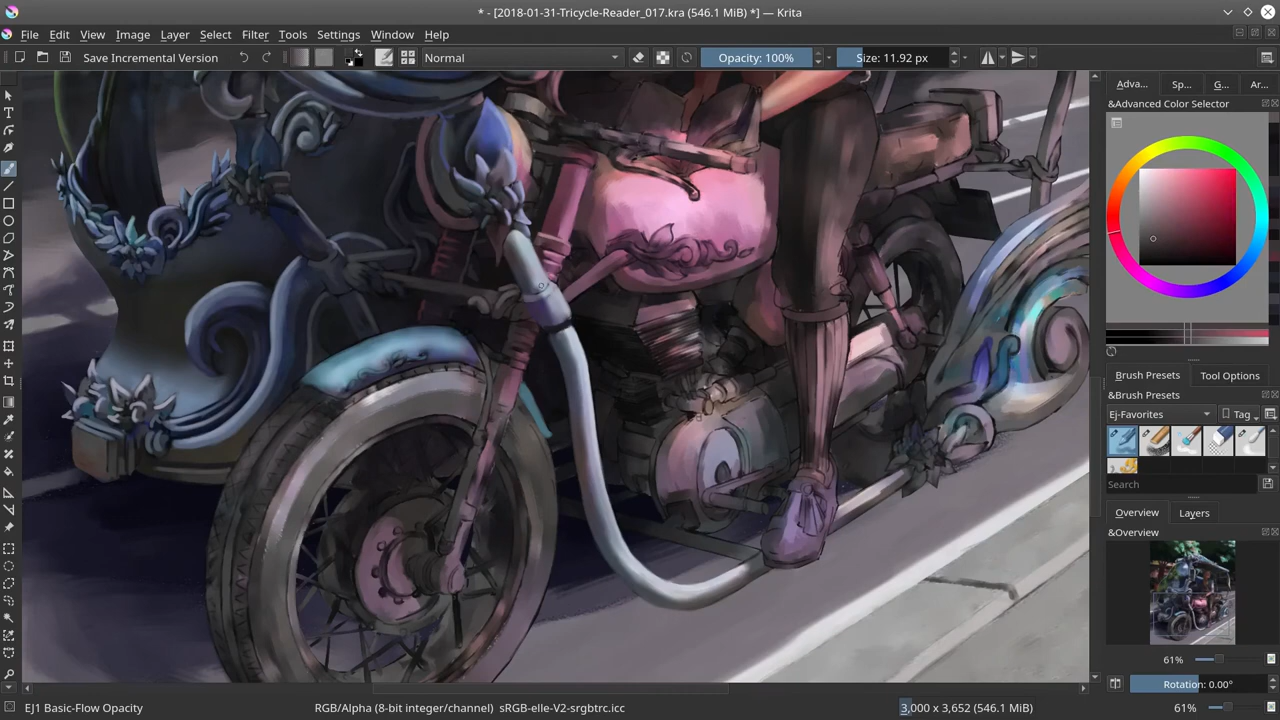 * - [2018-01-31-Tricycle-Reader_017.kra (546.1 MiB) *] — Krita
File Edit View Image Layer Select Filter Tools Settings Window Help
Save Incremental Version Normal Opacity: 100% Size: 11.92 px
Adva... Sp... G... Ar...
&Advanced Color Selector
Brush Presets Tool Options
&Brush Presets
Ej-Favorites Tag
Search
Overview Layers
&Overview
61%
Rotation: 0.00°
EJ1 Basic-Flow Opacity RGB/Alpha (8-bit integer/channel) sRGB-elle-V2-srgbtrc.icc 3,000 x 3,652 (546.1 MiB) 61%